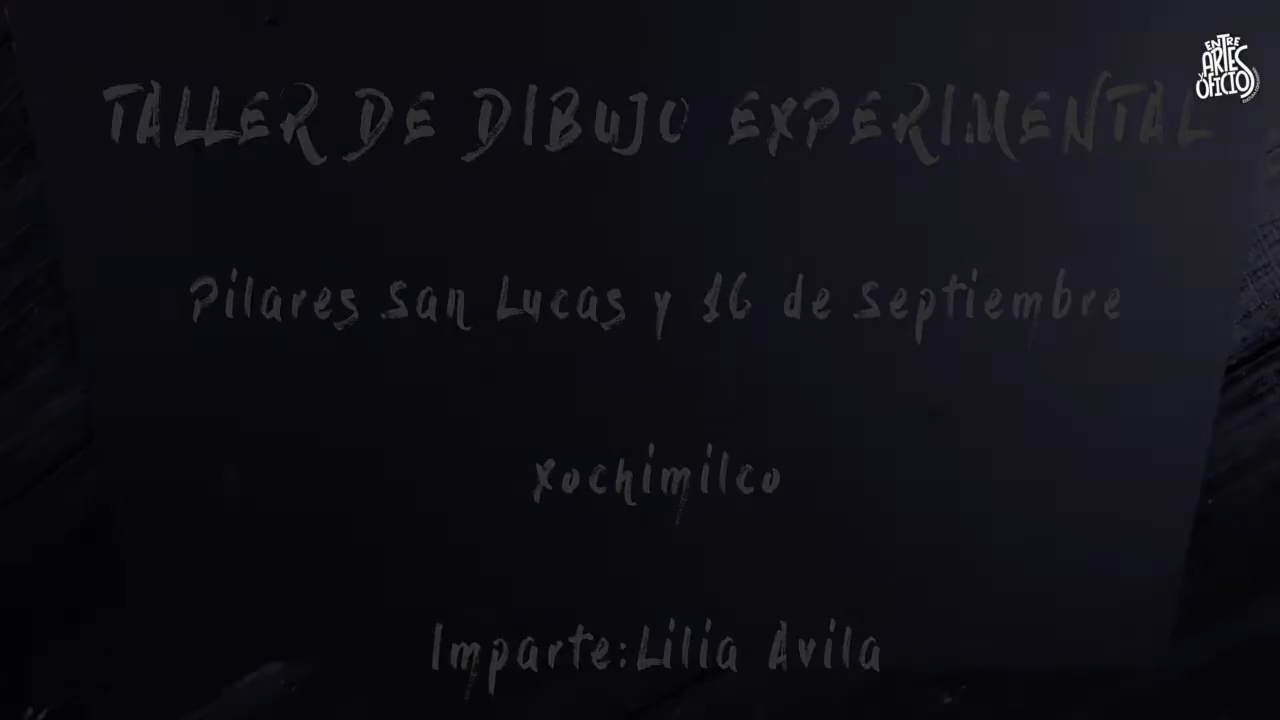 ENTRE
ARTES
Y
OFICIOS
TALLER DE DIBUJO EXPERIMENTAL
Pilares San Lucas y 16 de Septiembre
Xochimilco
Imparte:Lilia Avila